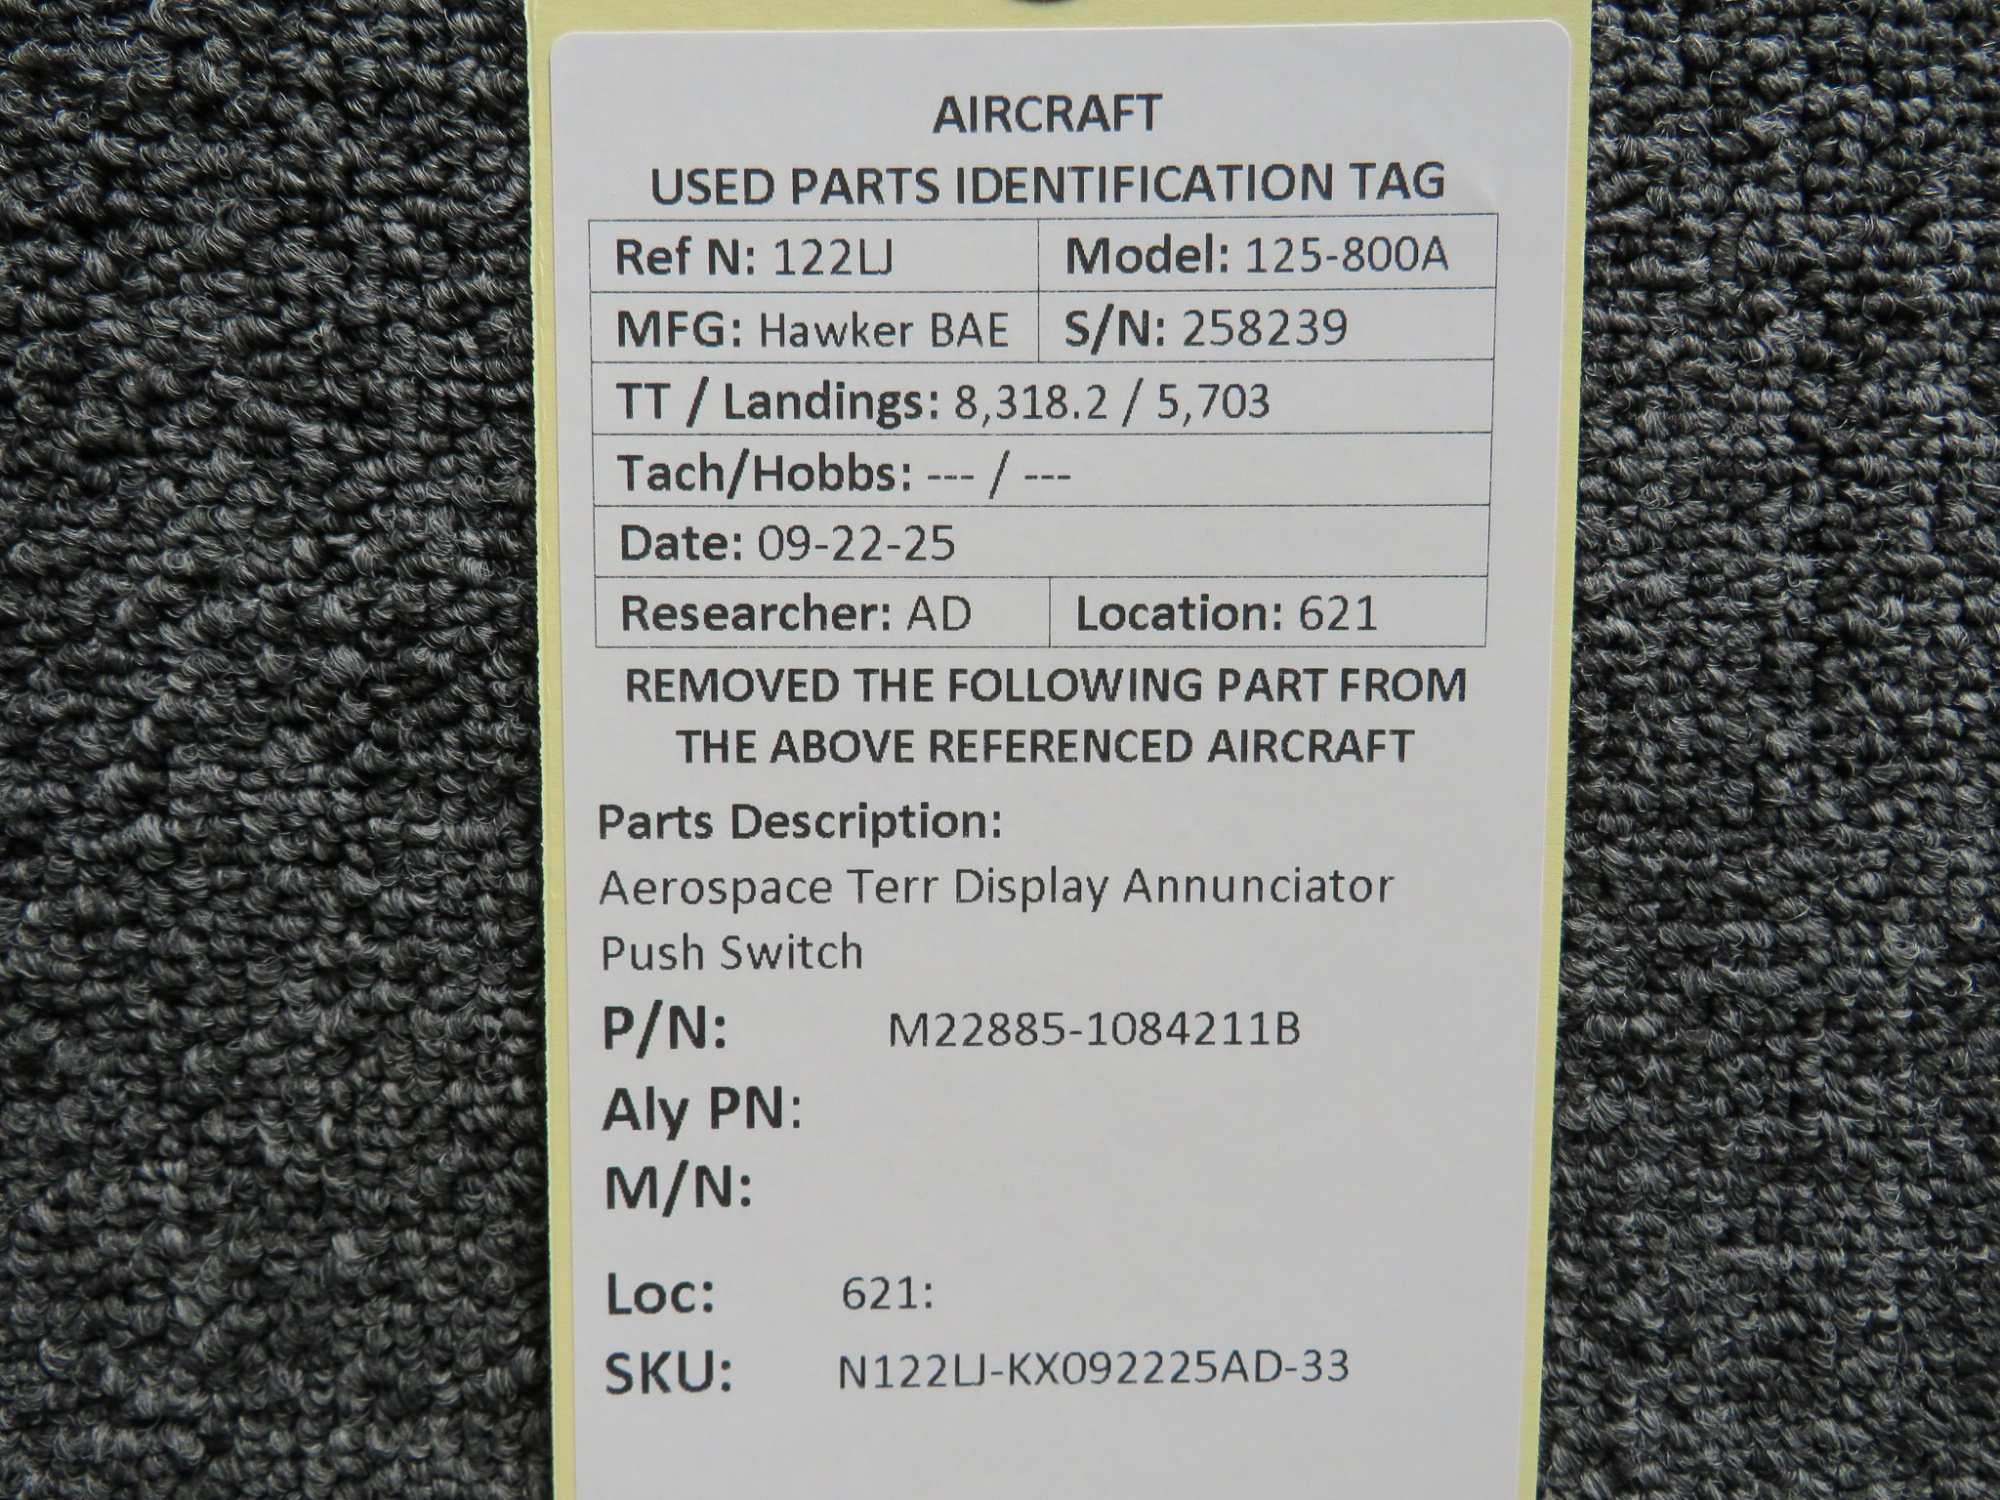 AIRCRAFT
USED PARTS IDENTIFICATION TAG
Ref N: 122LJ Model: 125-800A
MFG: Hawker BAE S/N: 258239
TT / Landings: 8,318.2 / 5,703
Tach/Hobbs: --- / ---
Date: 09-22-25
Researcher: AD Location: 621
REMOVED THE FOLLOWING PART FROM
THE ABOVE REFERENCED AIRCRAFT
Parts Description:
Aerospace Terr Display Annunciator
Push Switch
P/N: M22885-1084211B
Aly PN:
M/N:
Loc: 621:
SKU: N122LJ-KX092225AD-33